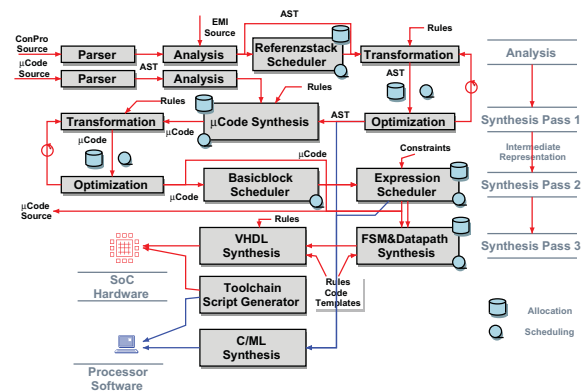 EMI
Source
AST
ConPro
Source
Parser
Analysis
Referenzstack
Scheduler
Rules
Transformation
Analysis
μCode
Source
AST
Parser
Analysis
Rules
AST
Rules
Transformation
μCode
μCode
μCode Synthesis
AST
Optimization
Synthesis Pass 1
Intermediate
Representation
μCode
Constraints
Optimization
μCode
Basicblock
Scheduler
Expression
Scheduler
Synthesis Pass 2
μCode
Source
Rules
VHDL
Synthesis
FSM&Datapath
Synthesis
Synthesis Pass 3
SoC
Hardware
Rules
Code
Templates
Toolchain
Script Generator
Allocation
Scheduling
C/ML
Synthesis
Processor
Software